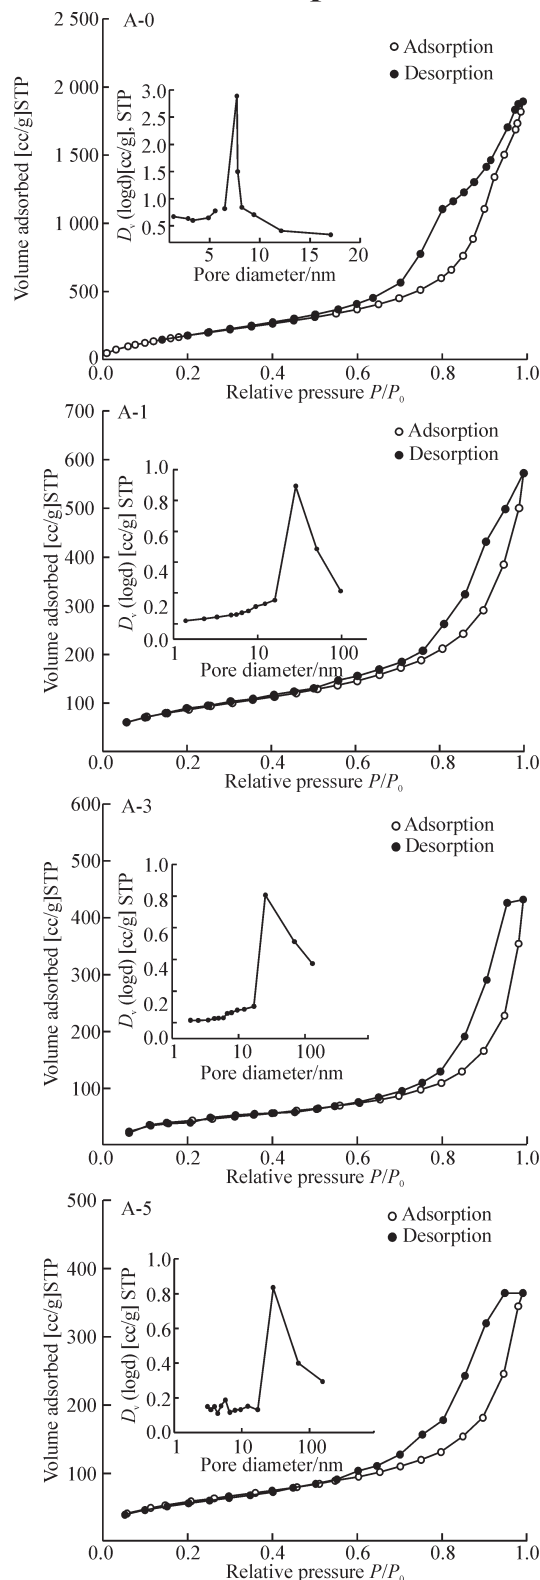 A-0
Adsorption
Desorption
Volume adsorbed [cc/g]STP
2 500
2 000
1 500
1 000
500
0
0.0 0.2 0.4 0.6 0.8 1.0
Relative pressure P/P₀
Dᵥ (logd)[cc/g], STP
3.0
2.5
2.0
1.5
1.0
0.5
5 10 15 20
Pore diameter/nm
A-1
Adsorption
Desorption
Volume adsorbed [cc/g]STP
700
600
500
400
300
200
100
0.0 0.2 0.4 0.6 0.8 1.0
Relative pressure P/P₀
Dᵥ (logd) [cc/g] STP
1.0
0.8
0.6
0.4
0.2
0.0
1 10 100
Pore diameter/nm
A-3
Adsorption
Desorption
Volume adsorbed [cc/g]STP
600
500
400
300
200
100
0.0 0.2 0.4 0.6 0.8 1.0
Relative pressure P/P₀
Dᵥ (logd) [cc/g] STP
1.0
0.8
0.6
0.4
0.2
0.0
1 10 100
Pore diameter/nm
A-5
Adsorption
Desorption
Volume adsorbed [cc/g]STP
500
400
300
200
100
0.0 0.2 0.4 0.6 0.8 1.0
Relative pressure P/P₀
Dᵥ (logd) [cc/g] STP
1.0
0.8
0.6
0.4
0.2
0.0
1 10 100
Pore diameter/nm